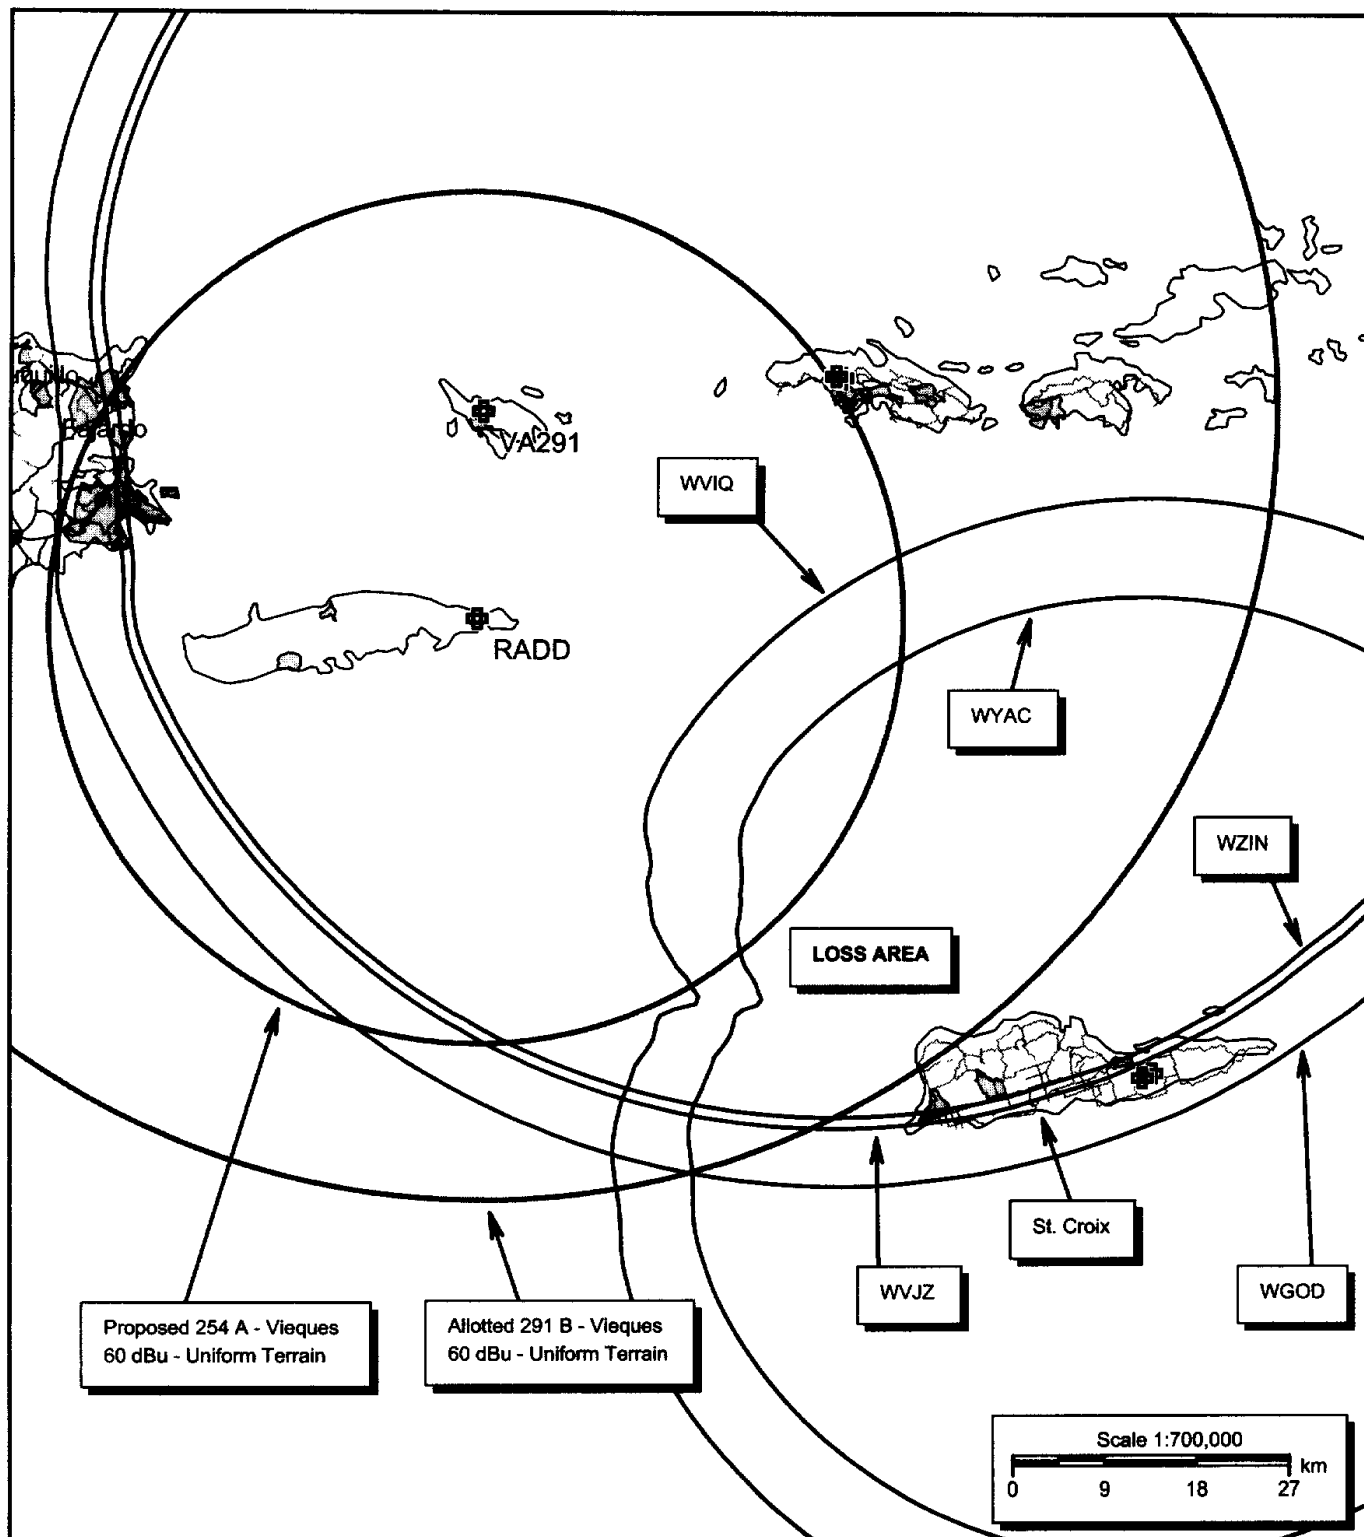 VA291
WVIQ
RADD
WYAC
WZIN
LOSS AREA
St. Croix
WVJZ
WGOD
Proposed 254 A - Vieques
60 dBu - Uniform Terrain
Allotted 291 B - Vieques
60 dBu - Uniform Terrain
Scale 1:700,000
km
0 9 18 27